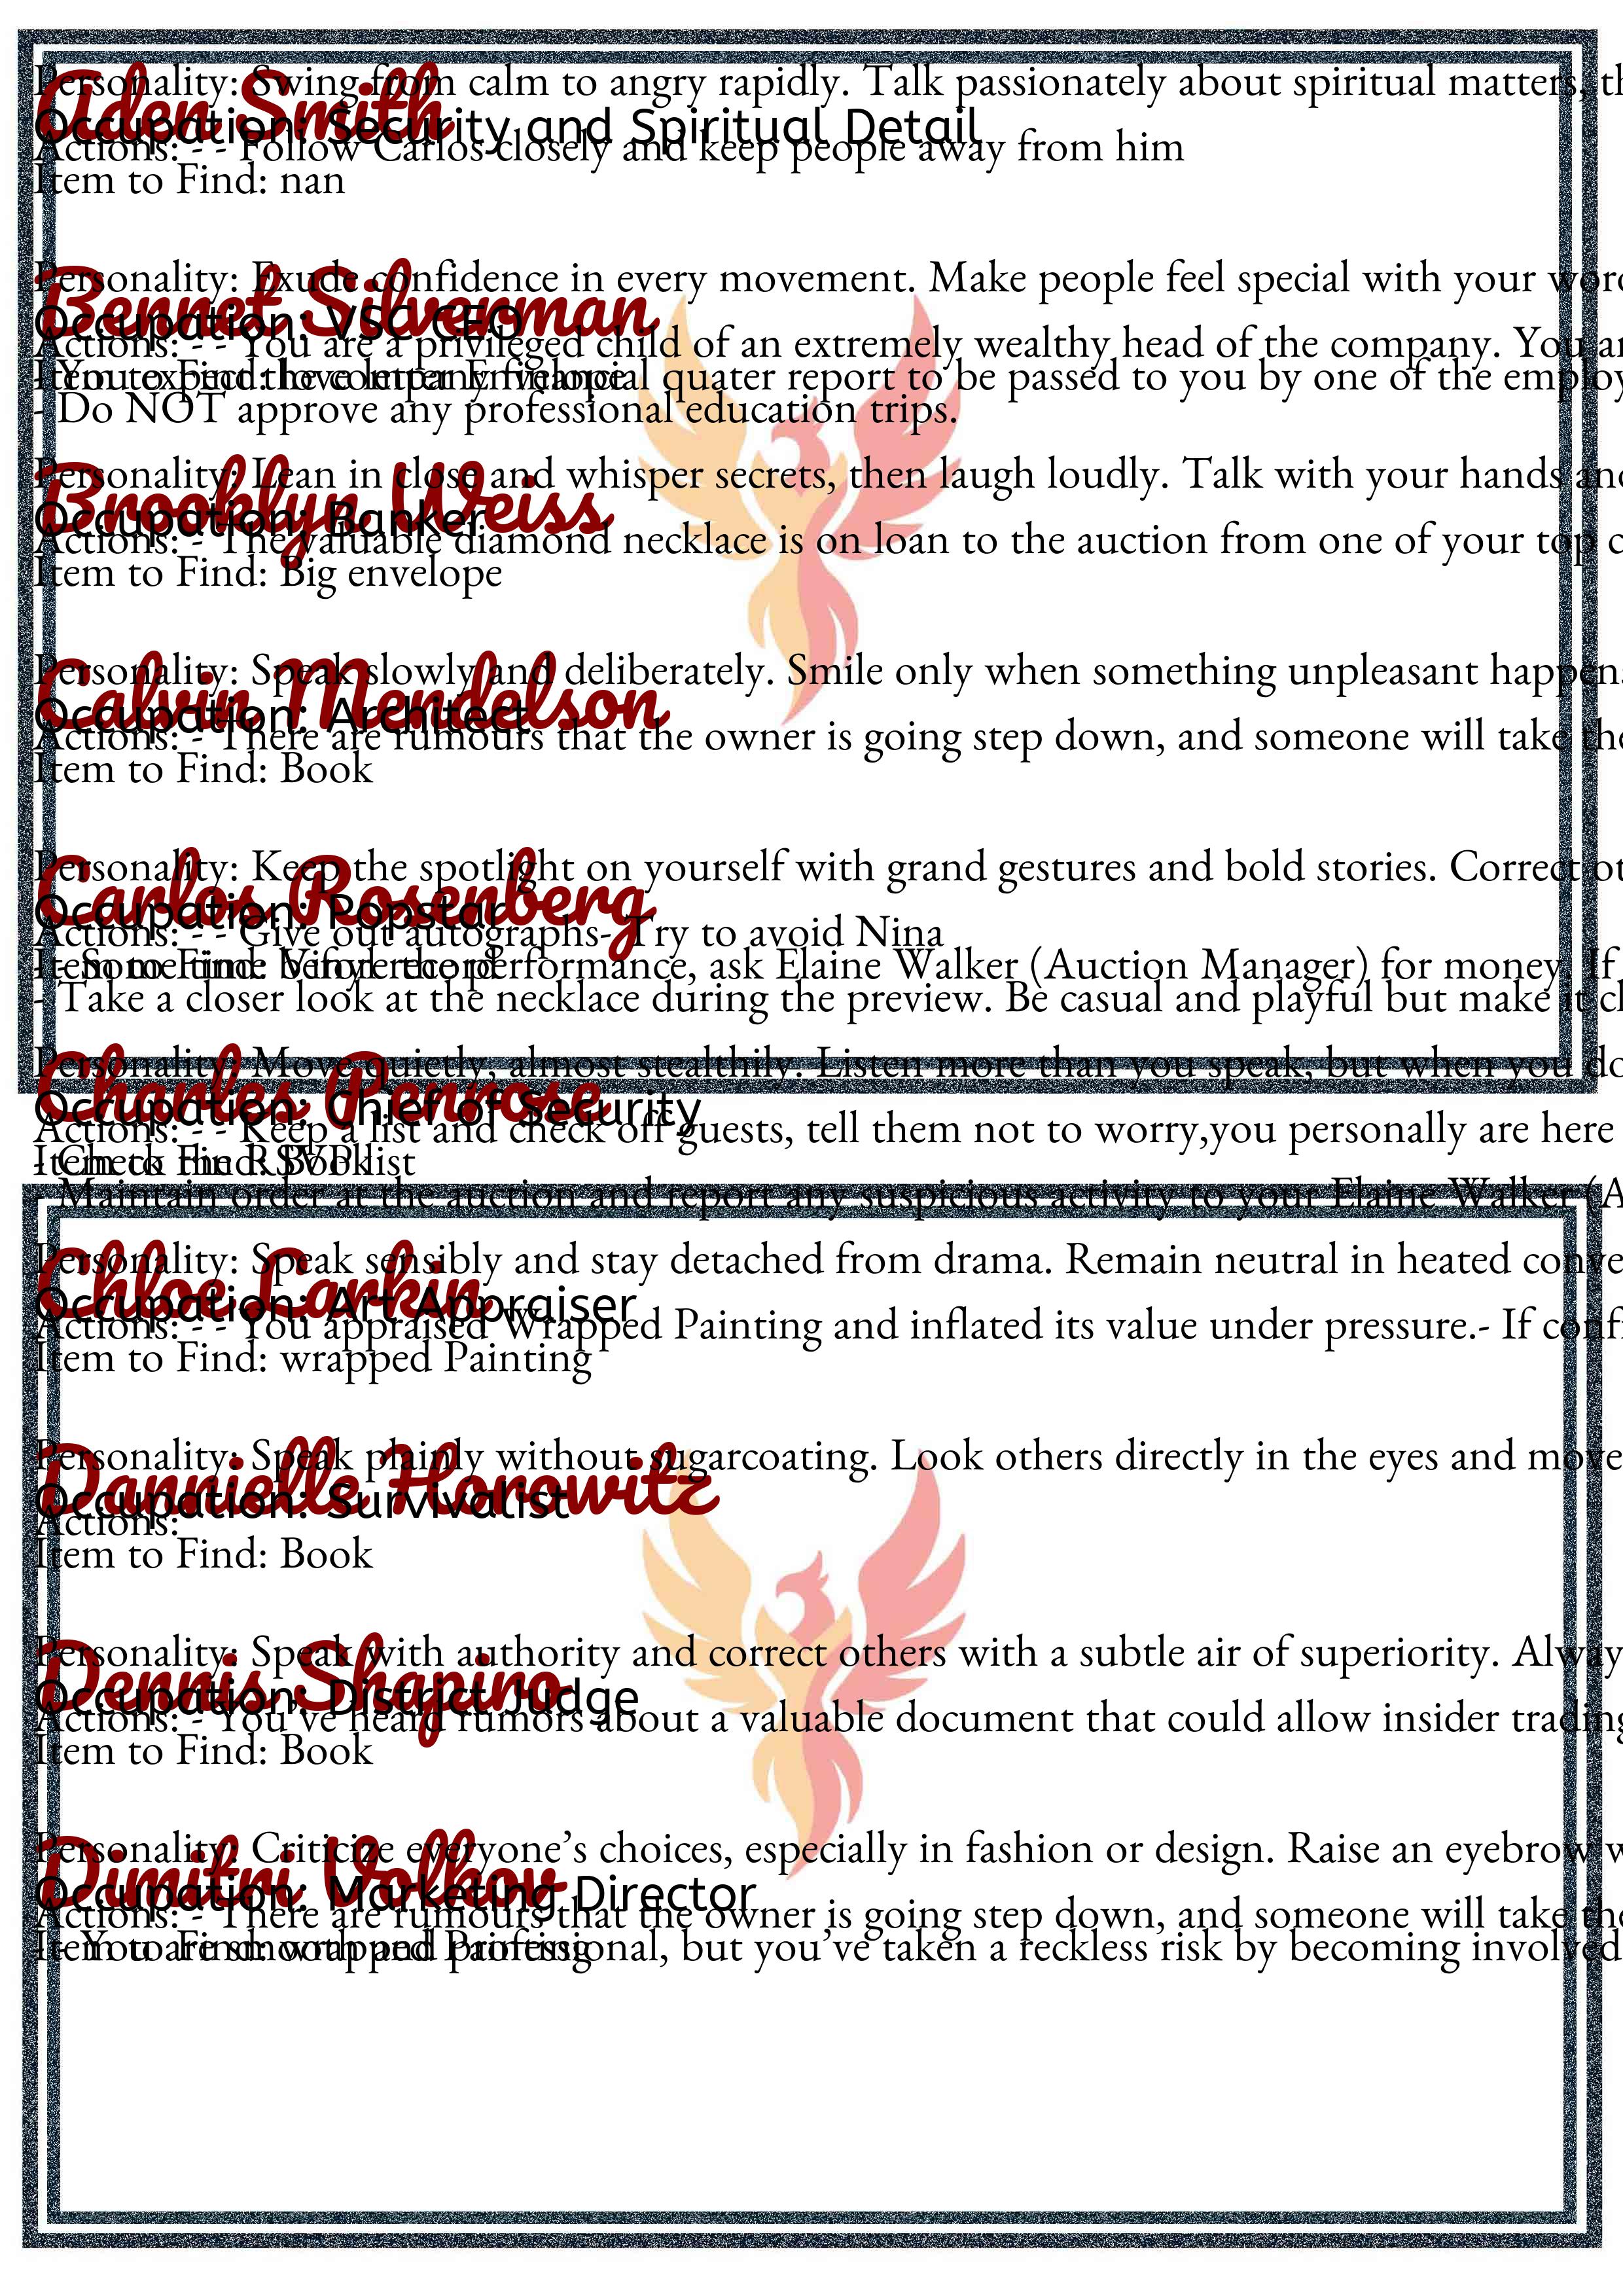 Personality: Swing from calm to angry rapidly. Talk passionately about spiritual matters, th
Aden Smith
Occupation: Security and Spiritual Detail
Actions: - - Follow Carlos closely and keep people away from him
Item to Find: nan
Personality: Exude confidence in every movement. Make people feel special with your word
Bennet Silverman
Occupation: VSC CEO
Actions: - - You are a privileged child of an extremely wealthy head of the company. You ar
Item to Find: love letter Envelope
- You expect the company financial quater report to be passed to you by one of the employ
- Do NOT approve any professional education trips.
Personality: Lean in close and whisper secrets, then laugh loudly. Talk with your hands and
Brooklyn Weiss
Occupation: Banker
Actions: - The valuable diamond necklace is on loan to the auction from one of your top c
Item to Find: Big envelope
Personality: Speak slowly and deliberately. Smile only when something unpleasant happens
Calvin Mendelson
Occupation: Architect
Actions: - There are rumours that the owner is going step down, and someone will take the
Item to Find: Book
Personality: Keep the spotlight on yourself with grand gestures and bold stories. Correct ot
Carlos Rosenberg
Occupation: Popstar
Actions: - - Give out autographs- Try to avoid Nina
Item to Find: Vinyl record
- Some time before the performance, ask Elaine Walker (Auction Manager) for money. If
- Take a closer look at the necklace during the preview. Be casual and playful but make it cl
Personality: Move quietly, almost stealthily. Listen more than you speak, but when you do
Charles Penrose
Occupation: Chief of Security
Actions: - - Keep a list and check off guests, tell them not to worry,you personally are here
Item to Find: Book
- Check the RSVP list
- Maintain order at the auction and report any suspicious activity to your Elaine Walker (A
Personality: Speak sensibly and stay detached from drama. Remain neutral in heated conve
Chloe Larkin
Occupation: Art Appraiser
Actions: - - You appraised Wrapped Painting and inflated its value under pressure.- If conf
Item to Find: wrapped Painting
Personality: Speak plainly without sugarcoating. Look others directly in the eyes and move
Dannielle Horowitz
Occupation: Survivalist
Actions:
Item to Find: Book
Personality: Speak with authority and correct others with a subtle air of superiority. Alway
Dennis Shapiro
Occupation: District Judge
Actions: - You've heard rumors about a valuable document that could allow insider trading
Item to Find: Book
Personality: Criticize everyone’s choices, especially in fashion or design. Raise an eyebrow w
Dimitri Volkov
Occupation: Marketing Director
Actions: - There are rumours that the owner is going step down, and someone will take the
Item to Find: wrapped Painting
- You are smooth and professional, but you’ve taken a reckless risk by becoming involved